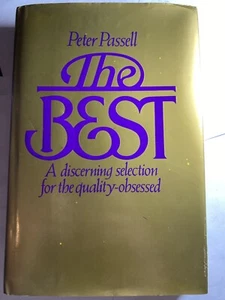 Peter Passell
The
BEST
A discerning selection
for the quality-obsessed